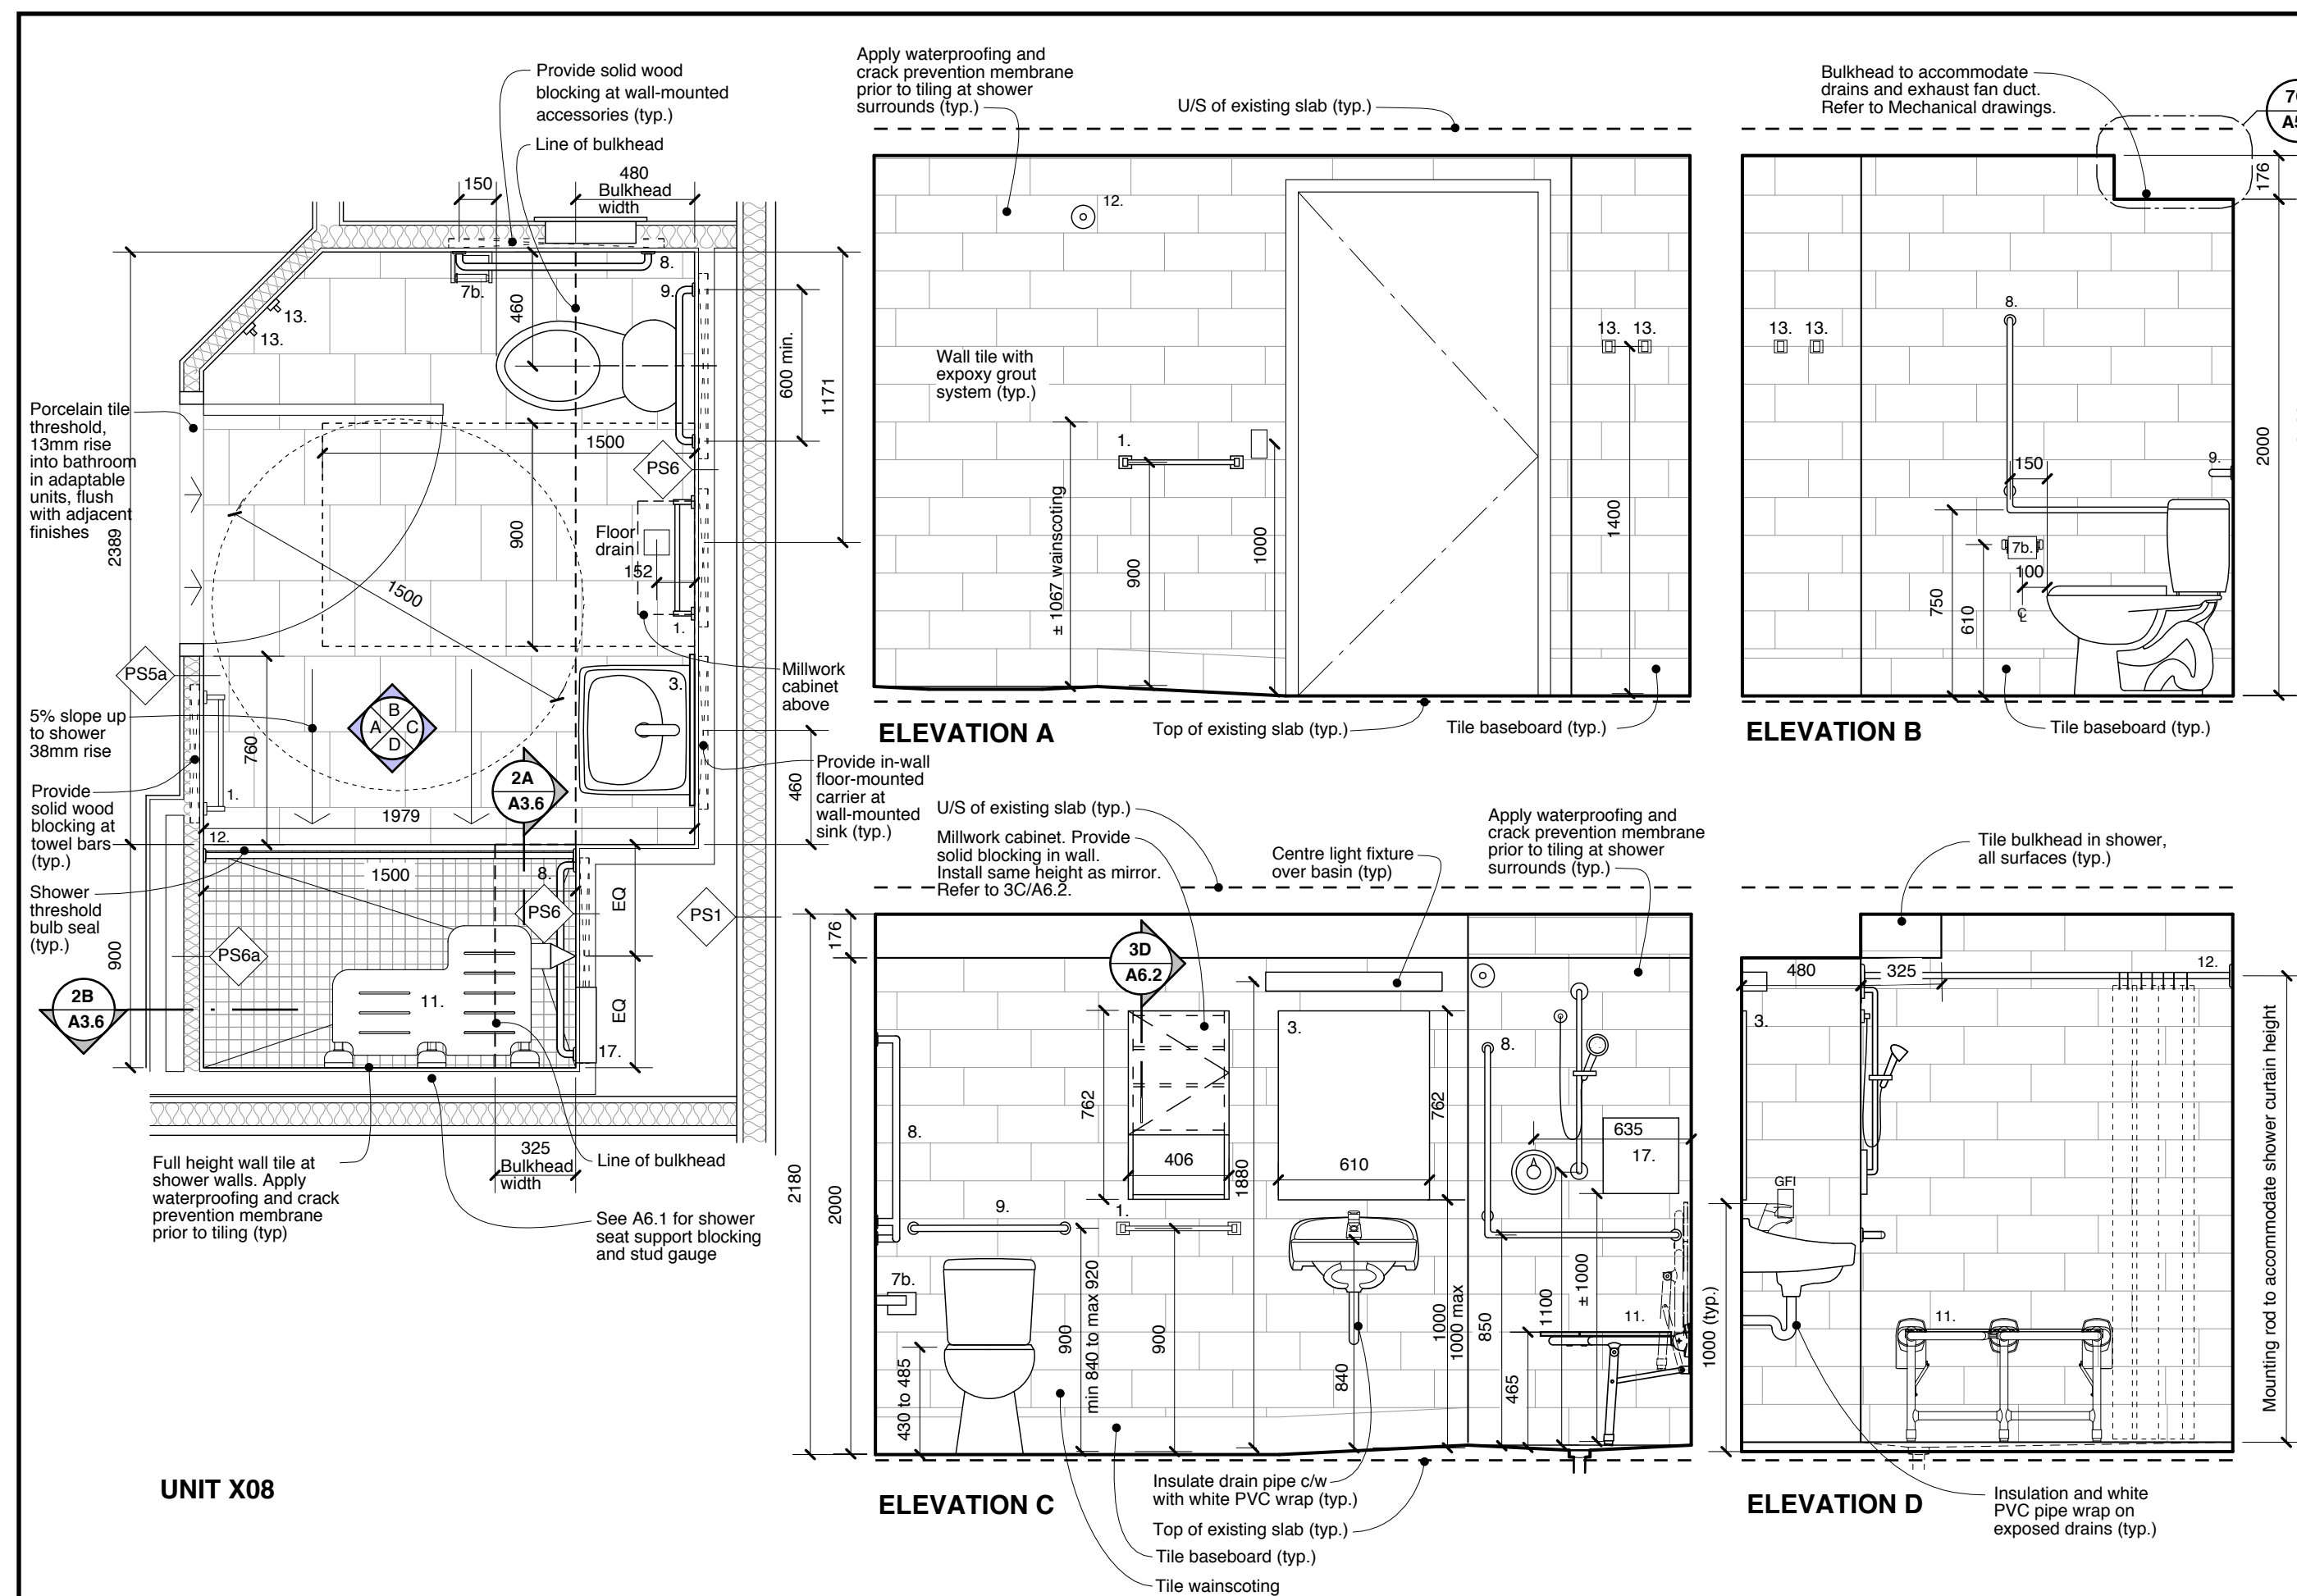 Provide solid wood
blocking at wall-mounted
accessories (typ.)
Line of bulkhead
150
480
Bulkhead
width
8.
7b.
9.
460
600 min.
1171
13.
13.
Porcelain tile
threshold,
13mm rise
into bathroom
in adaptable
units, flush
with adjacent
finishes
2389
1500
PS6
900
Floor
drain
152
1500
1.
Millwork
cabinet
above
PS5a
3.
B
A
C
D
5% slope up
to shower
38mm rise
760
2A
A3.6
Provide in-wall
floor-mounted
carrier at
wall-mounted
sink (typ.)
460
Provide
solid wood
blocking at
towel bars
(typ.)
1.
1979
12.
1500
8.
EQ
PS6
PS1
Shower
threshold
bulb seal
(typ.)
900
PS6a
2B
A3.6
11.
EQ
17.
325
Bulkhead
width
Line of bulkhead
Full height wall tile at
shower walls. Apply
waterproofing and crack
prevention membrane
prior to tiling (typ)
See A6.1 for shower
seat support blocking
and stud gauge
UNIT X08
Apply waterproofing and
crack prevention membrane
prior to tiling at shower
surrounds (typ.)
U/S of existing slab (typ.)
12.
13. 13.
Wall tile with
expoxy grout
system (typ.)
1.
± 1067 wainscoting
900
1000
1400
ELEVATION A
Top of existing slab (typ.)
Tile baseboard (typ.)
Bulkhead to accommodate
drains and exhaust fan duct.
Refer to Mechanical drawings.
176
8.
13. 13.
150
9.
2000
7b.
100
750
610
℄
ELEVATION B
Tile baseboard (typ.)
U/S of existing slab (typ.)
Millwork cabinet. Provide
solid blocking in wall.
Install same height as mirror.
Refer to 3C/A6.2.
Centre light fixture
over basin (typ)
Apply waterproofing and
crack prevention membrane
prior to tiling at shower
surrounds (typ.)
176
3D
A6.2
3.
8.
762
762
8.
406
1880
610
635
17.
2180
2000
9.
1.
7b.
430 to 485
900
min 840 to max 920
900
840
1000
1000 max
850
465
1100
± 1000
11.
ELEVATION C
Insulate drain pipe c/w
with white PVC wrap (typ.)
Top of existing slab (typ.)
Tile baseboard (typ.)
Tile wainscoting
Tile bulkhead in shower,
all surfaces (typ.)
480
325
12.
3.
GFI
1000 (typ.)
11.
Mounting rod to accommodate shower curtain height
ELEVATION D
Insulation and white
PVC pipe wrap on
exposed drains (typ.)